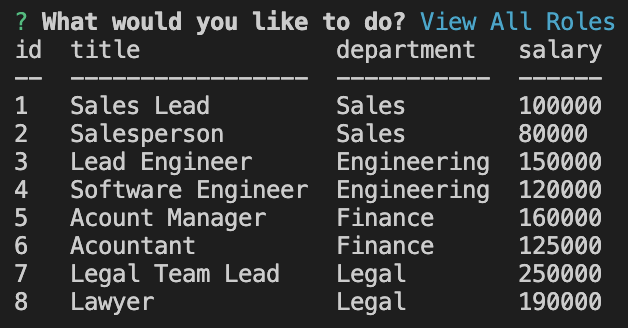 ? What would you like to do? View All Roles
id  title              department   salary
--  -----------------  -----------  ------
1   Sales Lead         Sales        100000
2   Salesperson        Sales        80000
3   Lead Engineer      Engineering  150000
4   Software Engineer  Engineering  120000
5   Acount Manager     Finance      160000
6   Acountant          Finance      125000
7   Legal Team Lead    Legal        250000
8   Lawyer             Legal        190000